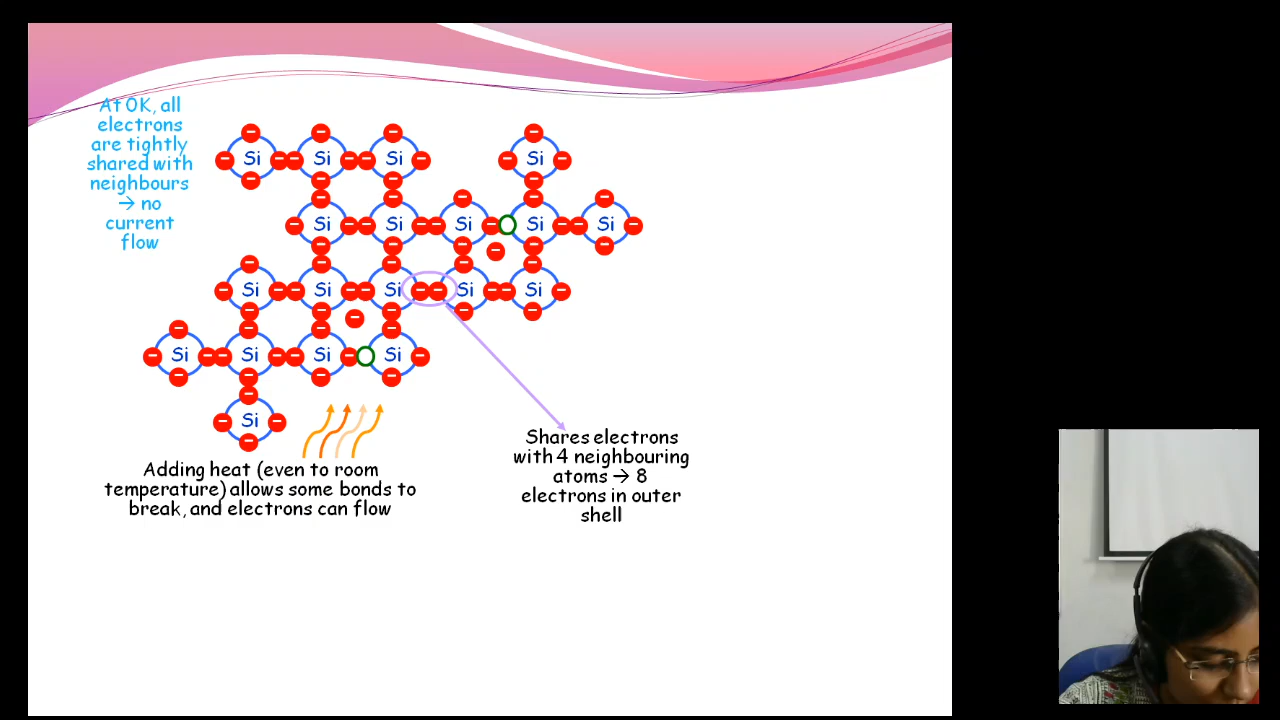 At 0K, all
electrons
are tightly
shared with
neighbours
→ no
current
flow
Si Si Si Si
Si Si Si Si Si
Si Si Si Si Si
Si Si Si Si
Si
Adding heat (even to room
temperature) allows some bonds to
break, and electrons can flow
Shares electrons
with 4 neighbouring
atoms → 8
electrons in outer
shell